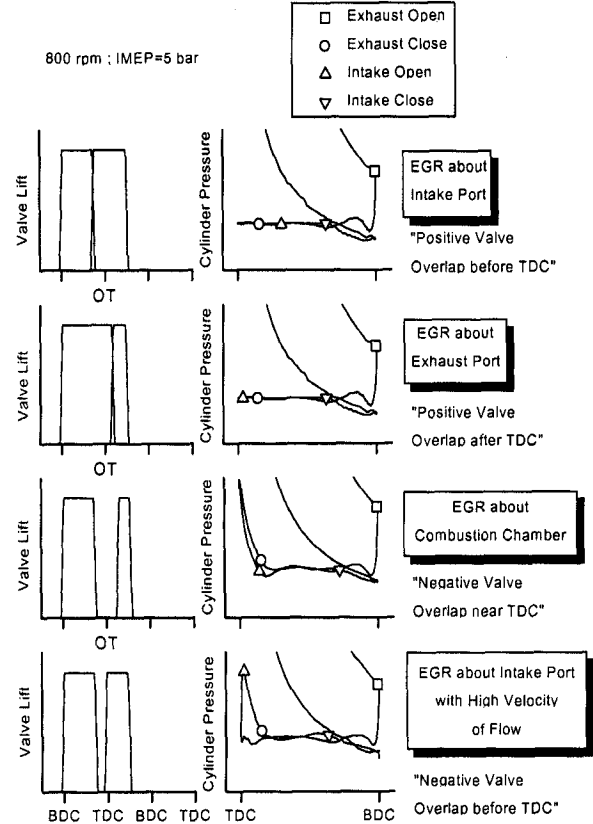 800 rpm ; IMEP=5 bar
Exhaust Open
Exhaust Close
Intake Open
Intake Close
Valve Lift
OT
Cylinder Pressure
EGR about
Intake Port
"Positive Valve
Overlap before TDC"
Valve Lift
OT
Cylinder Pressure
EGR about
Exhaust Port
"Positive Valve
Overlap after TDC"
Valve Lift
OT
Cylinder Pressure
EGR about
Combustion Chamber
"Negative Valve
Overlap near TDC"
Valve Lift
BDC TDC BDC TDC
Cylinder Pressure
TDC BDC
EGR about Intake Port
with High Velocity
of Flow
"Negative Valve
Overlap before TDC"